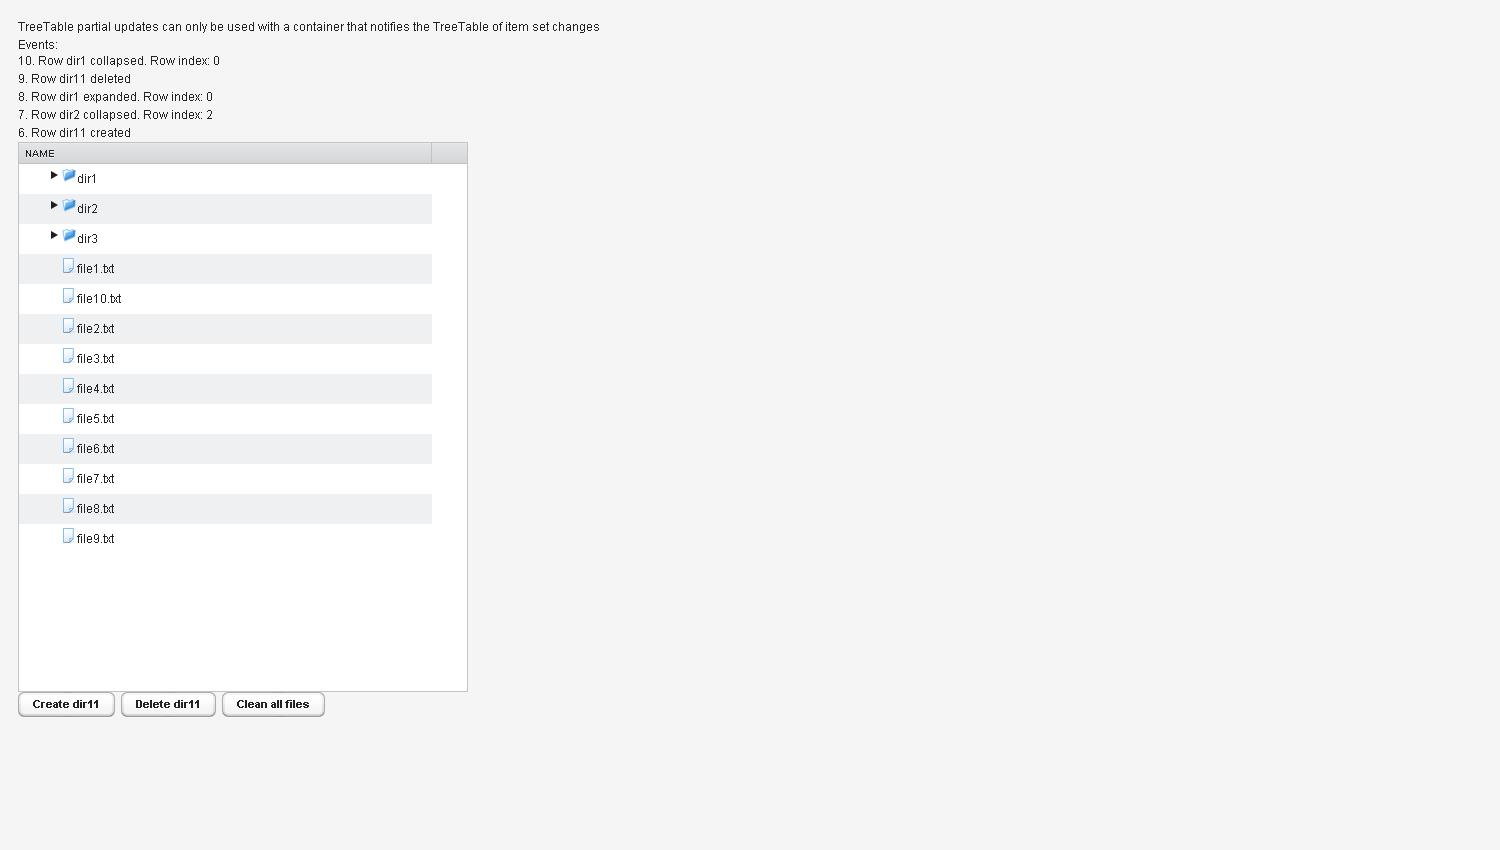 TreeTable partial updates can only be used with a container that notifies the TreeTable of item set changes
Events:
10. Row dir1 collapsed. Row index: 0
9. Row dir11 deleted
8. Row dir1 expanded. Row index: 0
7. Row dir2 collapsed. Row index: 2
6. Row dir11 created
NAME
dir1
dir2
dir3
file1.txt
file10.txt
file2.txt
file3.txt
file4.txt
file5.txt
file6.txt
file7.txt
file8.txt
file9.txt
Create dir11 Delete dir11 Clean all files